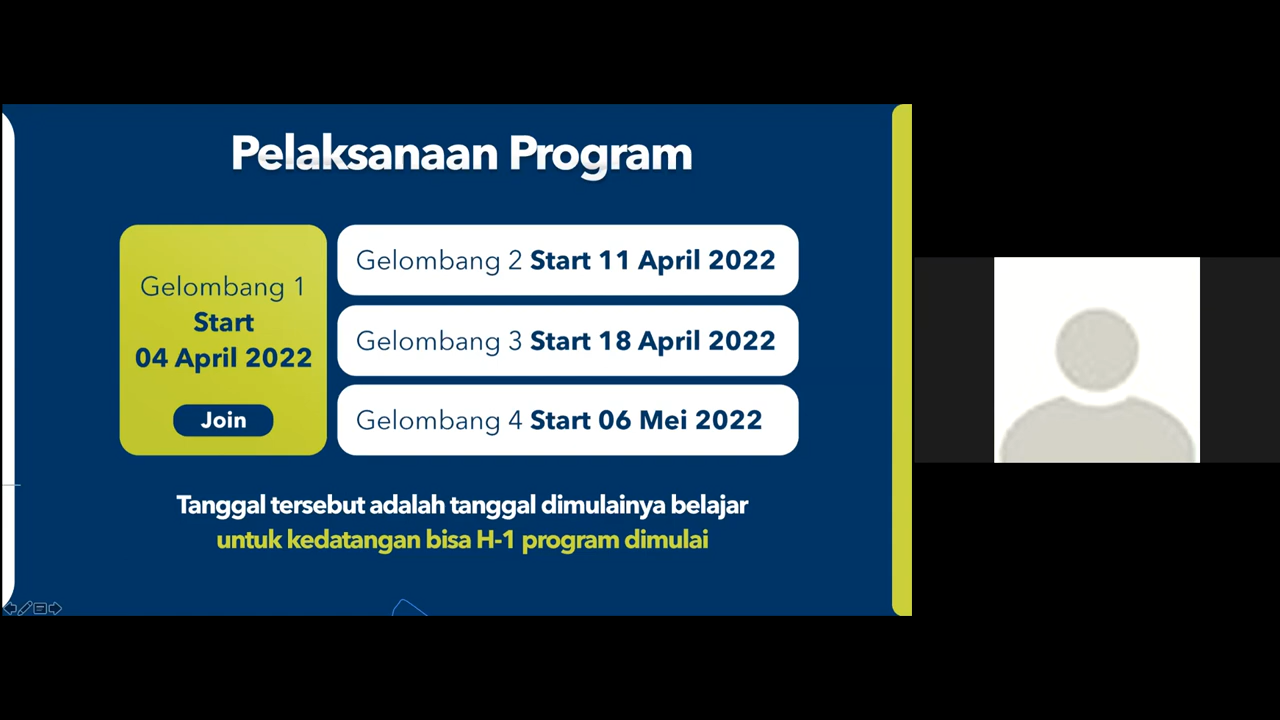 Pelaksanaan Program
Gelombang 1
Start
04 April 2022
Join
Gelombang 2 Start 11 April 2022
Gelombang 3 Start 18 April 2022
Gelombang 4 Start 06 Mei 2022
Tanggal tersebut adalah tanggal dimulainya belajar
untuk kedatangan bisa H-1 program dimulai